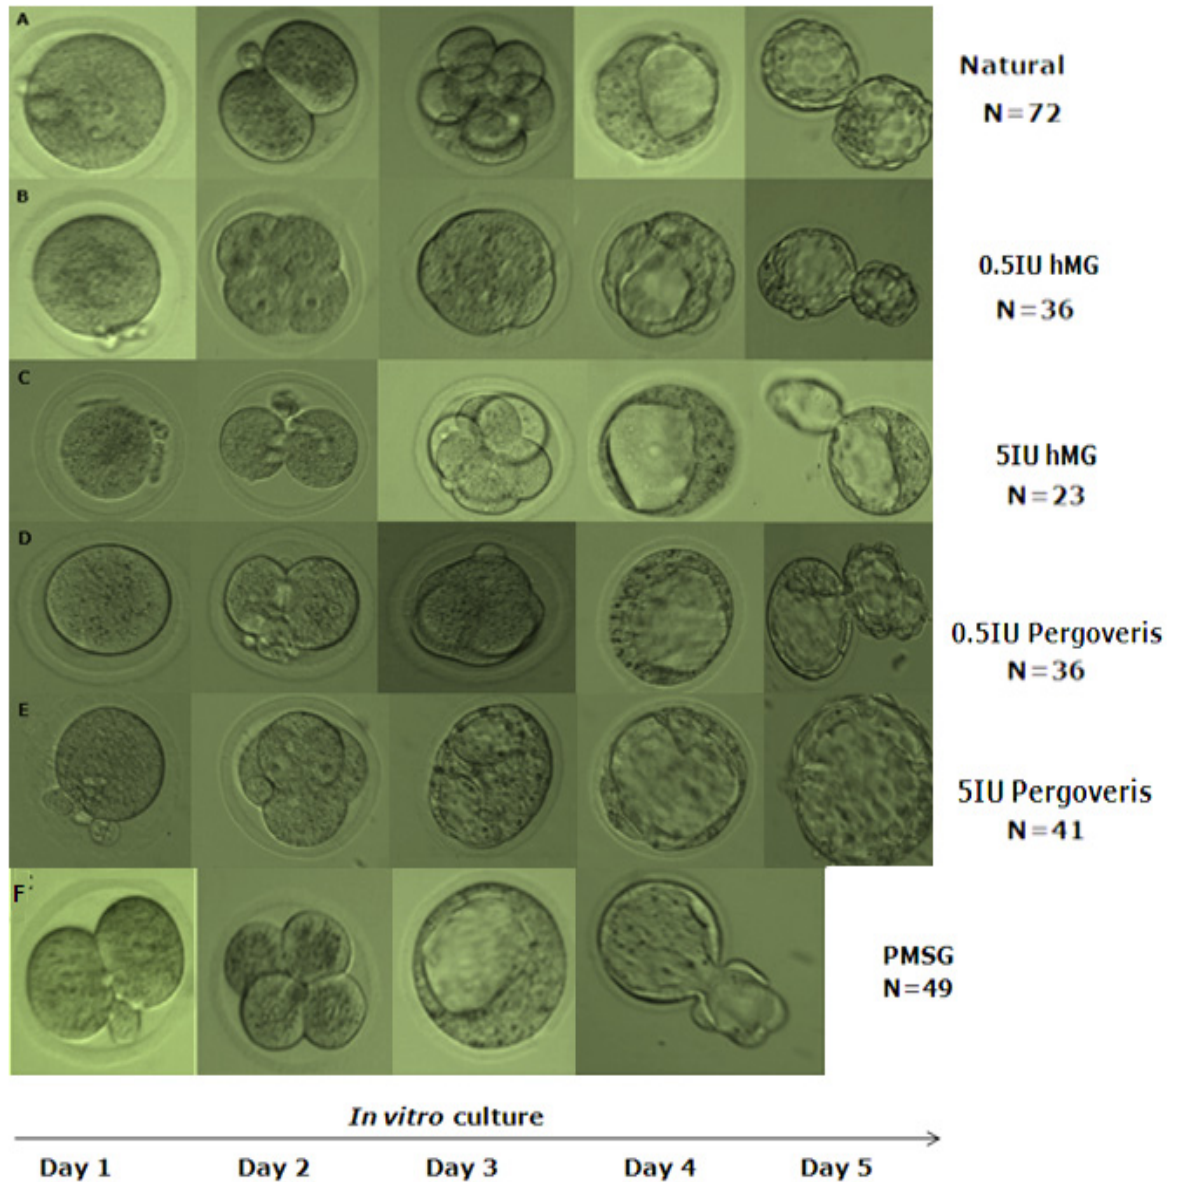 A
Natural
N=72
B
0.5IU hMG
N=36
C
5IU hMG
N=23
D
0.5IU Pergoveris
N=36
E
5IU Pergoveris
N=41
F
PMSG
N=49
In vitro culture
Day 1 Day 2 Day 3 Day 4 Day 5